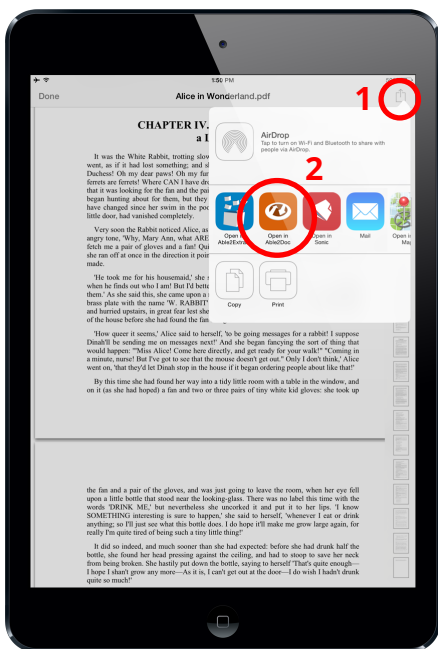 1:50 PM
Done
Alice in Wonderland.pdf
1
CHAPTER IV.
a L
AirDrop
Tap to turn on Wi-Fi and Bluetooth to share with
people via AirDrop.
2
It was the White Rabbit, trotting slow
went, as if it had lost something; and s
Duchess! Oh my dear paws! Oh my fu
ferrets are ferrets! Where CAN I have dr
that it was looking for the fan and the pai
began hunting about for them, but they
have changed since her swim in the poo
little door, had vanished completely.
Very soon the Rabbit noticed Alice, as
angry tone, 'Why, Mary Ann, what ARE
fetch me a pair of gloves and a fan! Qui
she ran off at once in the direction it poin
made.
Open in
Able2Extract
Open in
Able2Doc
Open in
Sonic
Mail
Open in
Map
'He took me for his housemaid,' she
when he finds out who I am! But I'd bette
them.' As she said this, she came upon a
brass plate with the name 'W. RABBIT'
and hurried upstairs, in great fear lest she
of the house before she had found the fan
Copy
Print
'How queer it seems,' Alice said to herself, 'to be going messages for a rabbit! I suppose
Dinah'll be sending me on messages next!' And she began fancying the sort of thing that
would happen: '"Miss Alice! Come here directly, and get ready for your walk!" "Coming in
a minute, nurse! But I've got to see that the mouse doesn't get out." Only I don't think,' Alice
went on, 'that they'd let Dinah stop in the house if it began ordering people about like that!'
By this time she had found her way into a tidy little room with a table in the window, and
on it (as she had hoped) a fan and two or three pairs of tiny white kid gloves: she took up
the fan and a pair of the gloves, and was just going to leave the room, when her eye fell
upon a little bottle that stood near the looking-glass. There was no label this time with the
words 'DRINK ME,' but nevertheless she uncorked it and put it to her lips. 'I know
SOMETHING interesting is sure to happen,' she said to herself, 'whenever I eat or drink
anything; so I'll just see what this bottle does. I do hope it'll make me grow large again, for
really I'm quite tired of being such a tiny little thing!'
It did so indeed, and much sooner than she had expected: before she had drunk half the
bottle, she found her head pressing against the ceiling, and had to stoop to save her neck
from being broken. She hastily put down the bottle, saying to herself 'That's quite enough—
I hope I shan't grow any more—As it is, I can't get out at the door—I do wish I hadn't drunk
quite so much!'